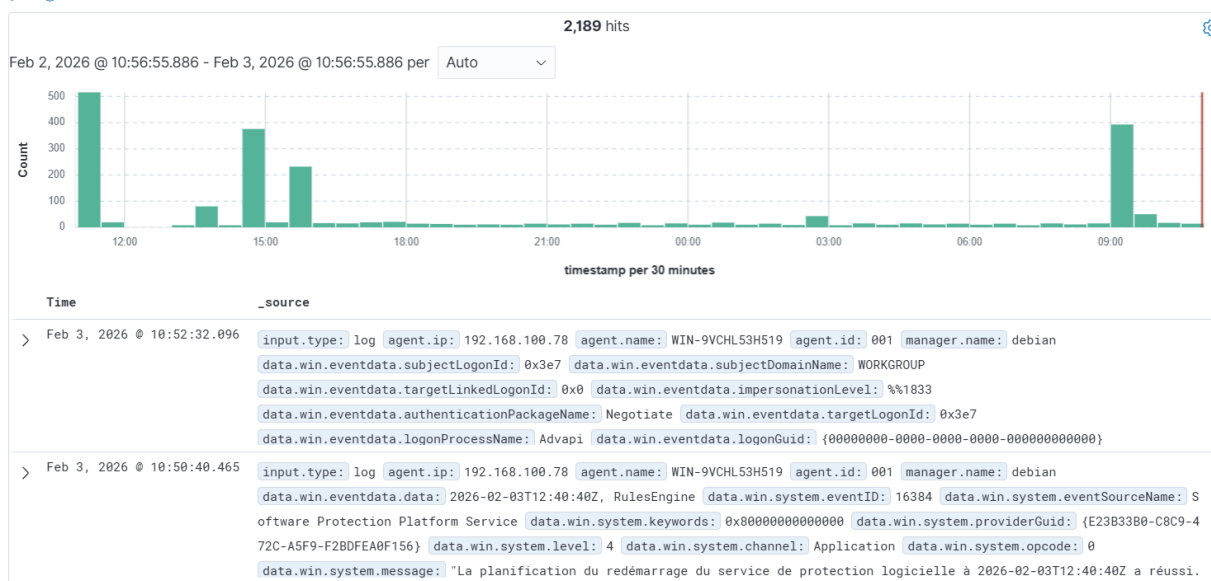 2,189 hits
Feb 2, 2026 @ 10:56:55.886 - Feb 3, 2026 @ 10:56:55.886 per Auto
Count
500
400
300
200
100
0
12:00 15:00 18:00 21:00 00:00 03:00 06:00 09:00
timestamp per 30 minutes
Time _source
Feb 3, 2026 @ 10:52:32.096 input.type: log agent.ip: 192.168.100.78 agent.name: WIN-9VCHL53H519 agent.id: 001 manager.name: debian
data.win.eventdata.subjectLogonId: 0x3e7 data.win.eventdata.subjectDomainName: WORKGROUP
data.win.eventdata.targetLinkedLogonId: 0x0 data.win.eventdata.impersonationLevel: %%1833
data.win.eventdata.authenticationPackageName: Negotiate data.win.eventdata.targetLogonId: 0x3e7
data.win.eventdata.logonProcessName: Advapi data.win.eventdata.logonGuid: {00000000-0000-0000-0000-000000000000}
Feb 3, 2026 @ 10:50:40.465 input.type: log agent.ip: 192.168.100.78 agent.name: WIN-9VCHL53H519 agent.id: 001 manager.name: debian
data.win.eventdata.data: 2026-02-03T12:40:40Z, RulesEngine data.win.system.eventID: 16384 data.win.system.eventSourceName: S
oftware Protection Platform Service data.win.system.keywords: 0x80000000000000 data.win.system.providerGuid: {E23B33B0-C8C9-4
72C-A5F9-F2BDFEA0F156} data.win.system.level: 4 data.win.system.channel: Application data.win.system.opcode: 0
data.win.system.message: "La planification du redémarrage du service de protection logicielle à 2026-02-03T12:40:40Z a réussi.